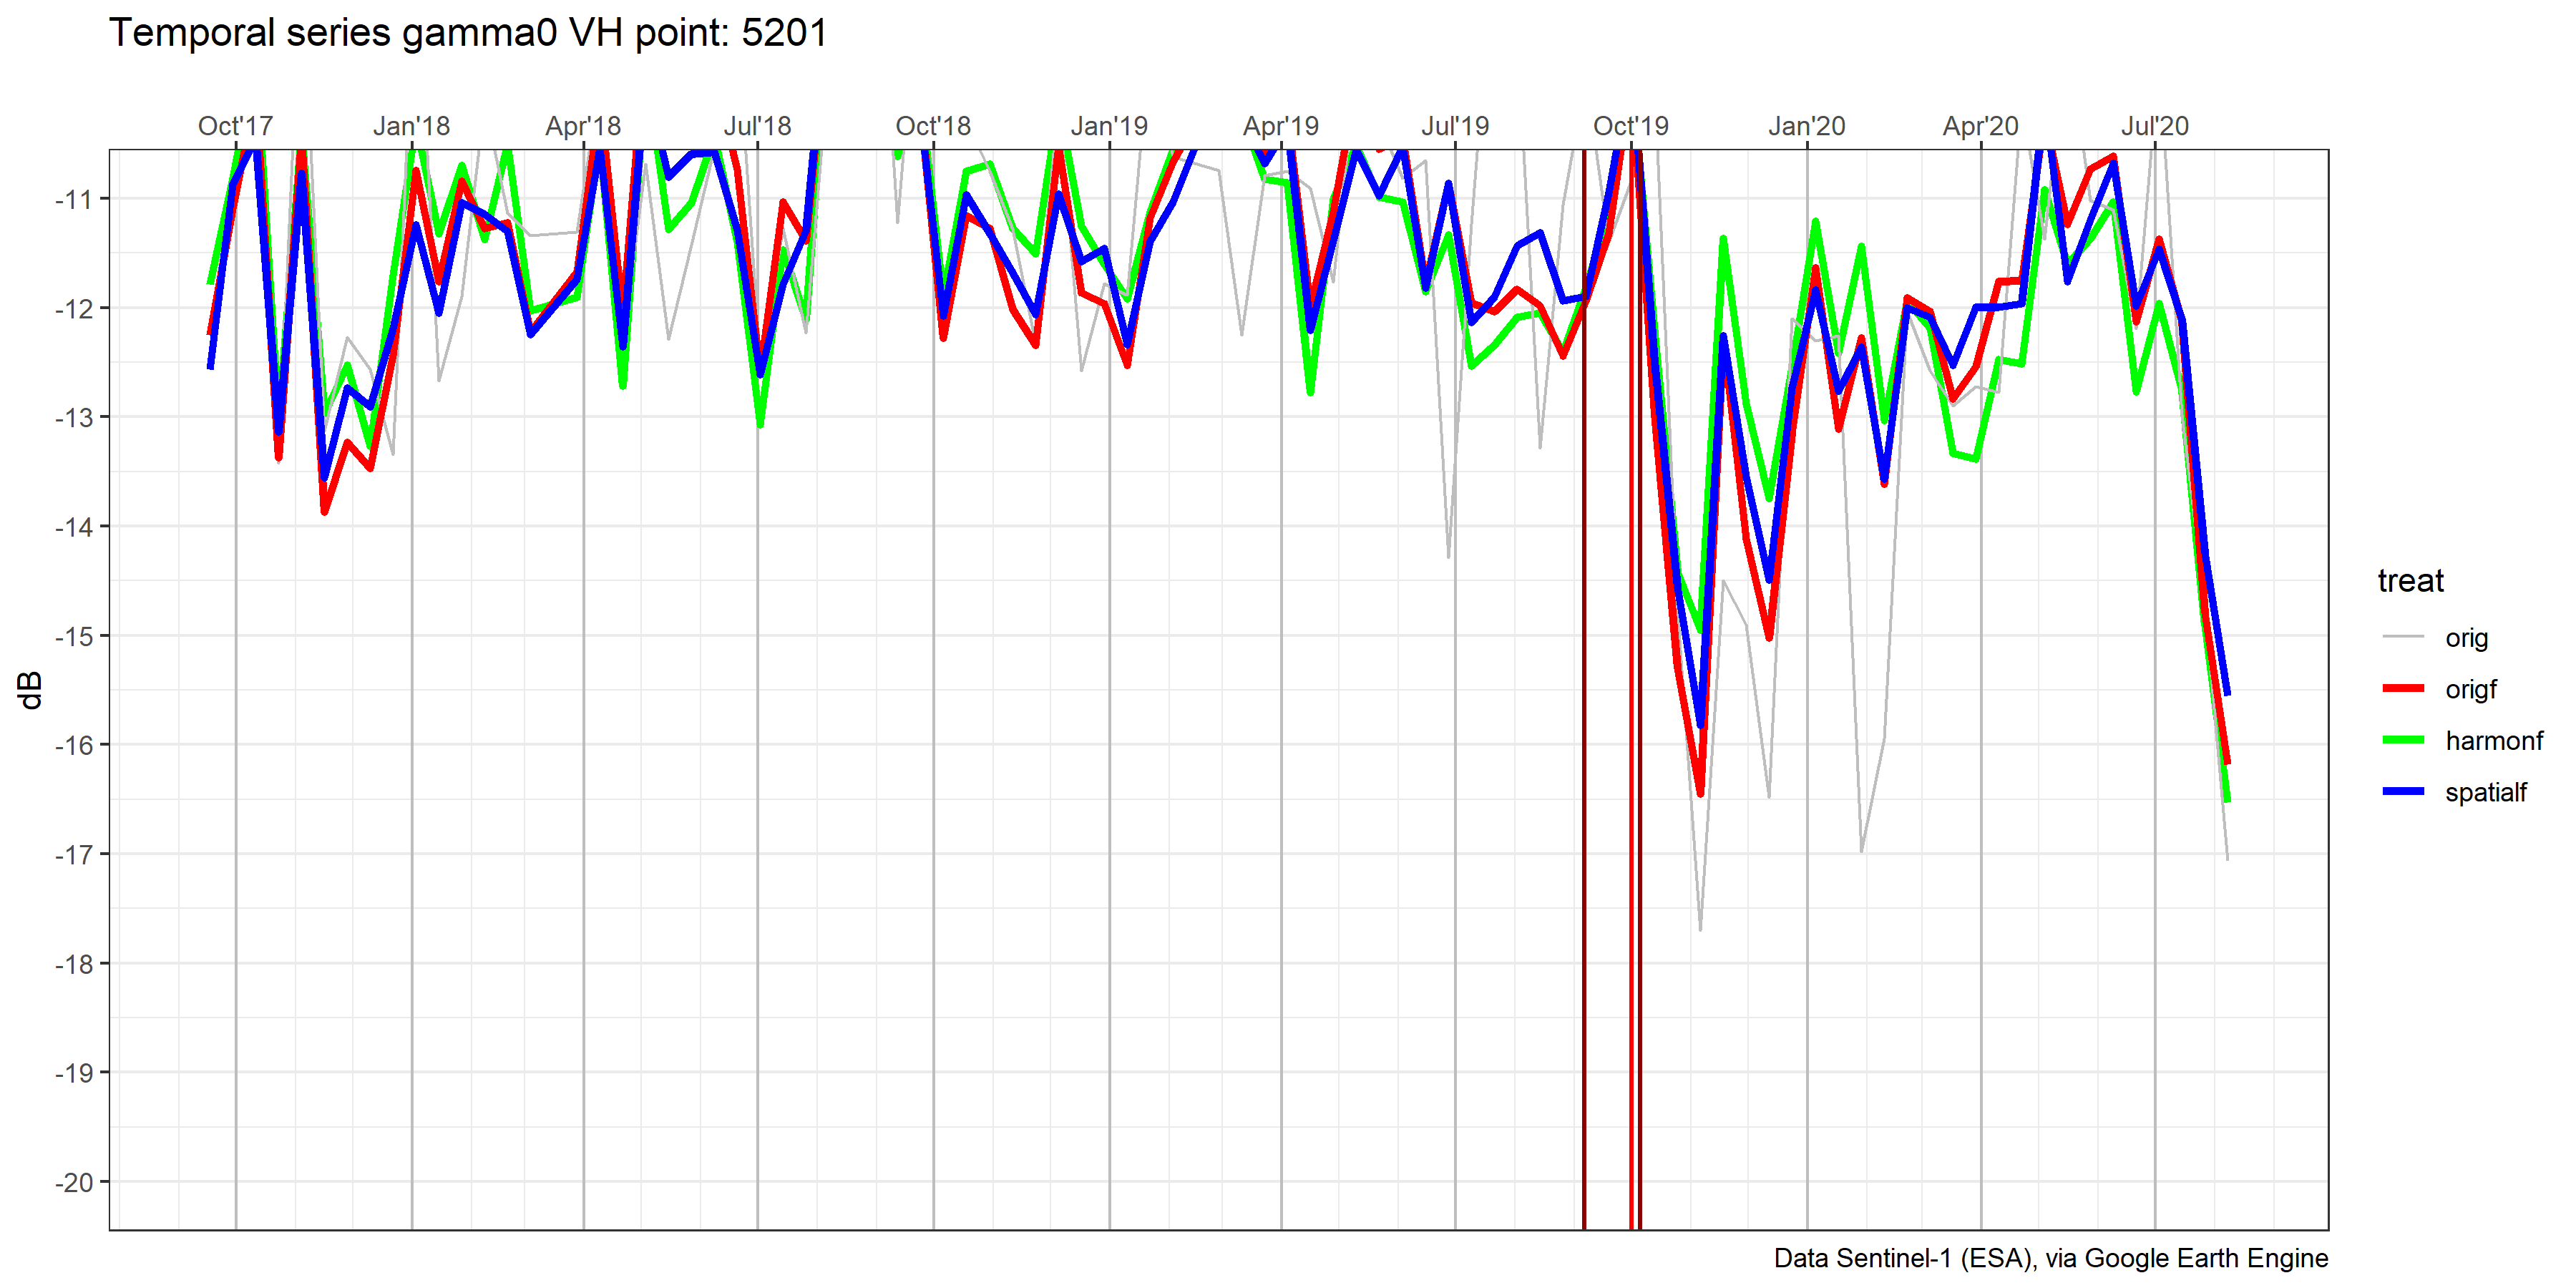 Temporal series gamma0 VH point: 5201
Oct'17 Jan'18 Apr'18 Jul'18 Oct'18 Jan'19 Apr'19 Jul'19 Oct'19 Jan'20 Apr'20 Jul'20
-11
-12
-13
-14
-15
-16
-17
-18
-19
-20
dB
treat
orig
origf
harmonf
spatialf
Data Sentinel-1 (ESA), via Google Earth Engine